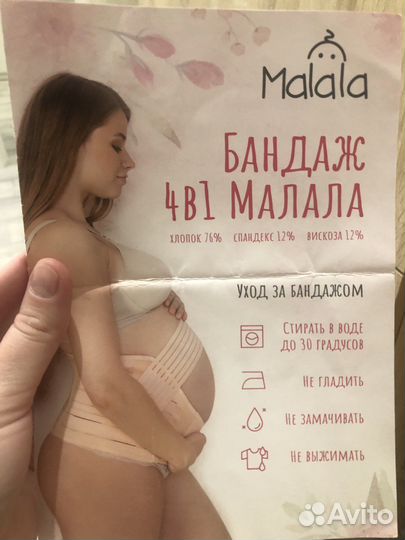 Malala
БАНДАЖ
4В1 МАЛАЛА
ХЛОПОК 76% СПАНДЕКС 12% ВИСКОЗА 12%
УХОД ЗА БАНДАЖОМ
СТИРАТЬ В ВОДЕ
ДО 30 ГРАДУСОВ
НЕ ГЛАДИТЬ
НЕ ЗАМАЧИВАТЬ
НЕ ВЫЖИМАТЬ
Avito